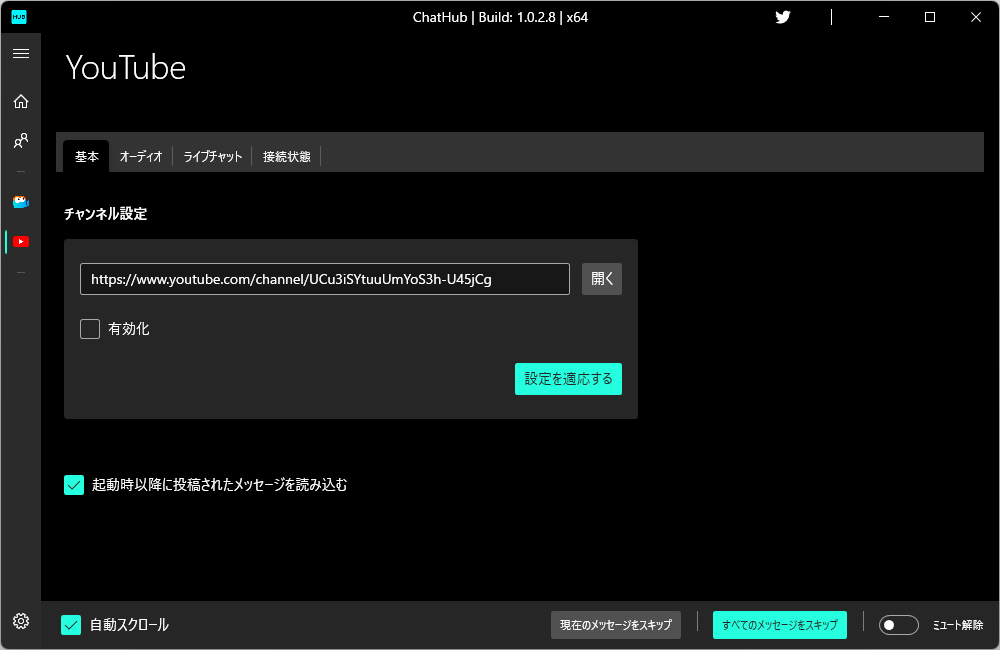 HUB
ChatHub | Build: 1.0.2.8 | x64
YouTube
基本
オーディオ
ライブチャット
接続状態
チャンネル設定
https://www.youtube.com/channel/UCu3iSYtuuUmYoS3h-U45jCg
開く
有効化
設定を適応する
起動時以降に投稿されたメッセージを読み込む
自動スクロール
現在のメッセージをスキップ
すべてのメッセージをスキップ
ミュート解除